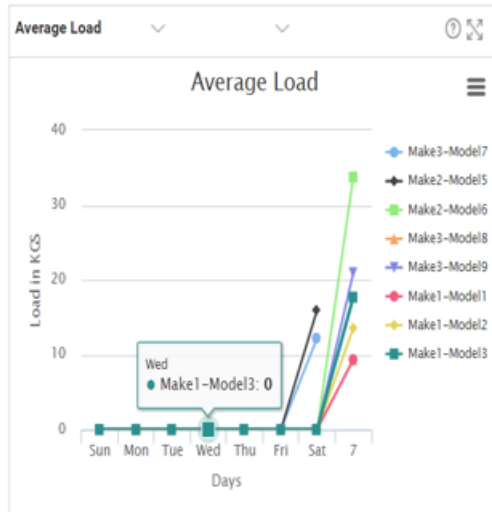 Average Load
Average Load
40
30
20
10
0
Load in KGS
Wed
Make1-Model3: 0
Sun Mon Tue Wed Thu Fri Sat 7
Days
Make3-Model7
Make2-Model5
Make2-Model6
Make3-Model8
Make3-Model9
Make1-Model1
Make1-Model2
Make1-Model3